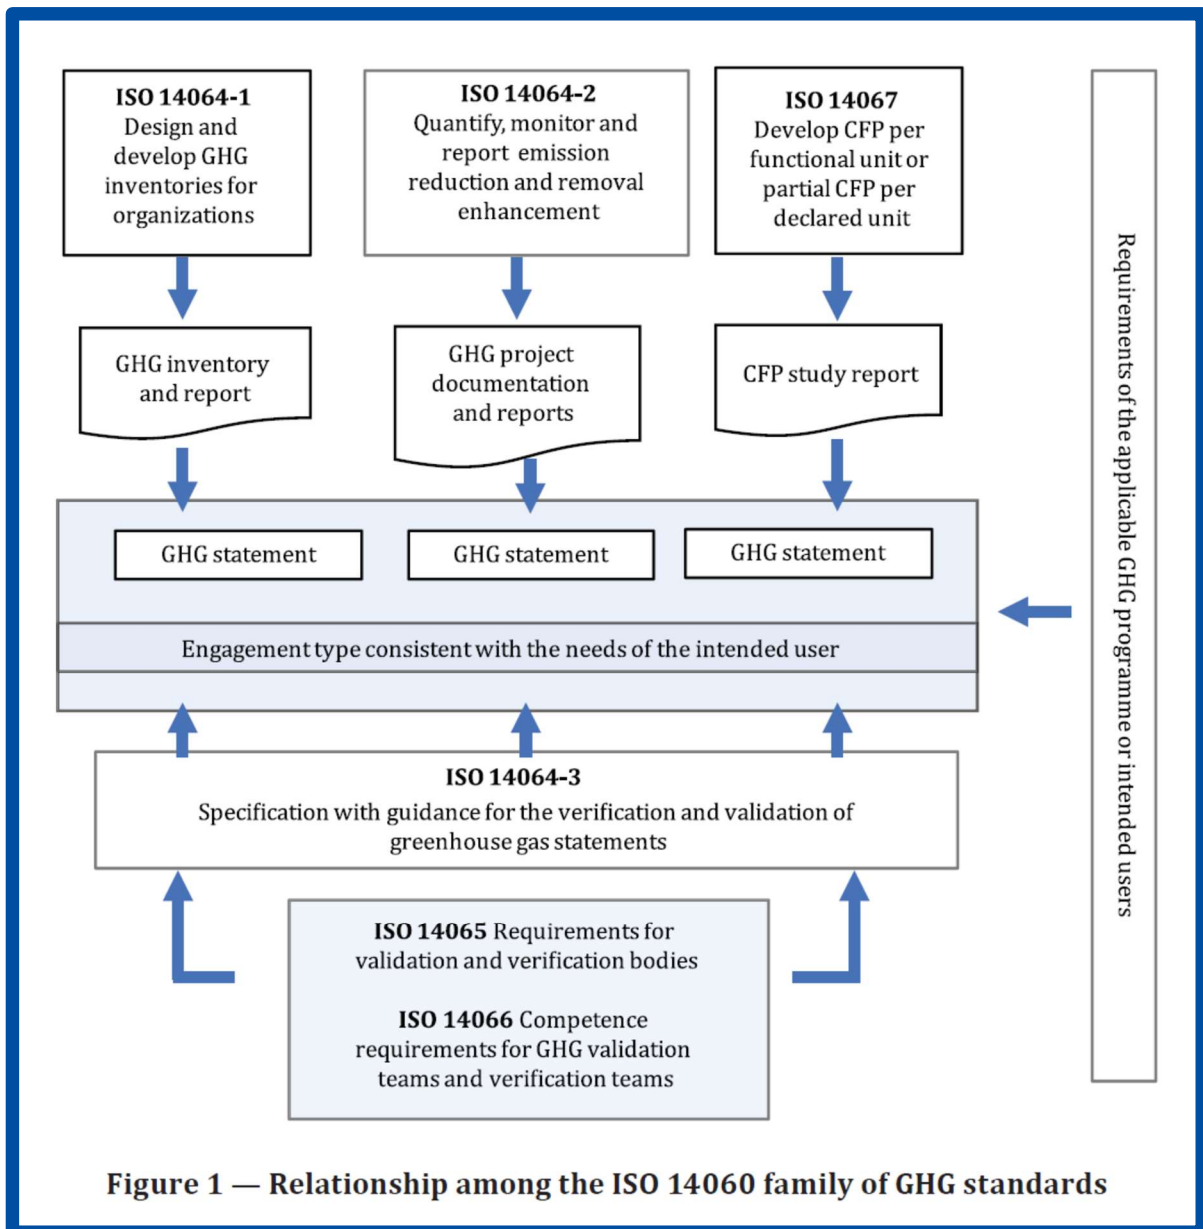 ISO 14064-1
Design and
develop GHG
inventories for
organizations
ISO 14064-2
Quantify, monitor and
report emission
reduction and removal
enhancement
ISO 14067
Develop CFP per
functional unit or
partial CFP per
declared unit
GHG inventory
and report
GHG project
documentation
and reports
CFP study report
GHG statement
GHG statement
GHG statement
Engagement type consistent with the needs of the intended user
ISO 14064-3
Specification with guidance for the verification and validation of
greenhouse gas statements
ISO 14065 Requirements for
validation and verification bodies
ISO 14066 Competence
requirements for GHG validation
teams and verification teams
Requirements of the applicable GHG programme or intended users
Figure 1 — Relationship among the ISO 14060 family of GHG standards